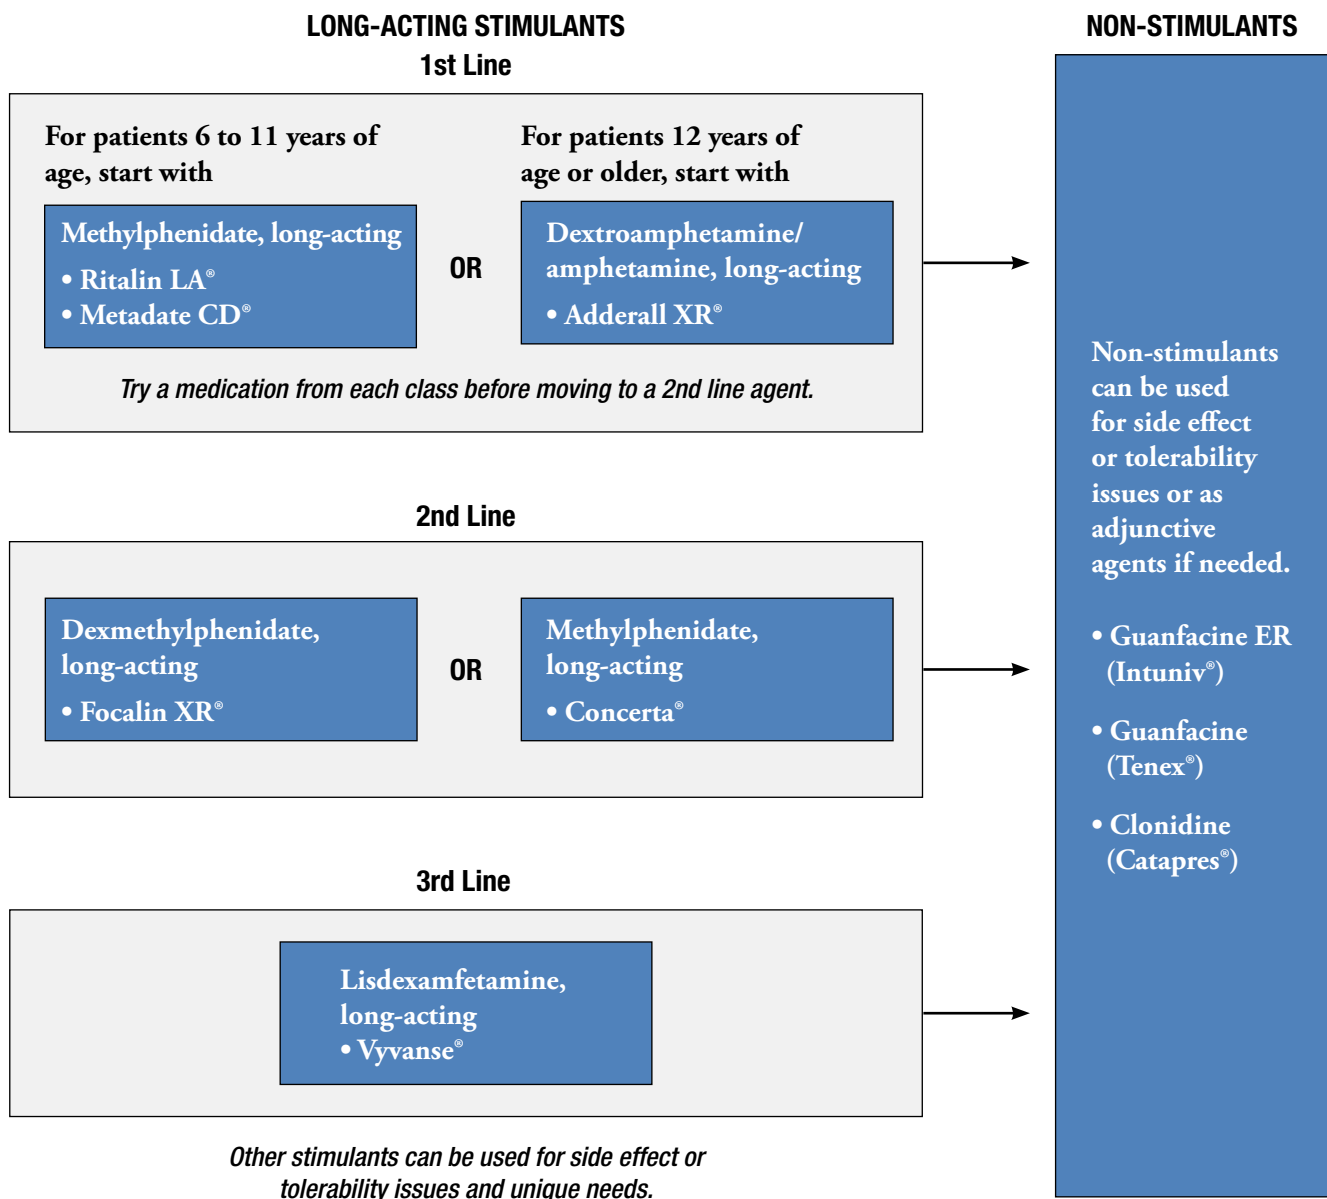 LONG-ACTING STIMULANTS
1st Line
For patients 6 to 11 years of
age, start with
Methylphenidate, long-acting
• Ritalin LA®
• Metadate CD®
OR
For patients 12 years of
age or older, start with
Dextroamphetamine/
amphetamine, long-acting
• Adderall XR®
Try a medication from each class before moving to a 2nd line agent.
2nd Line
Dexmethylphenidate,
long-acting
• Focalin XR®
OR
Methylphenidate,
long-acting
• Concerta®
3rd Line
Lisdexamfetamine,
long-acting
• Vyvanse®
Other stimulants can be used for side effect or
tolerability issues and unique needs.
NON-STIMULANTS
Non-stimulants
can be used
for side effect
or tolerability
issues or as
adjunctive
agents if needed.
• Guanfacine ER
(Intuniv®)
• Guanfacine
(Tenex®)
• Clonidine
(Catapres®)